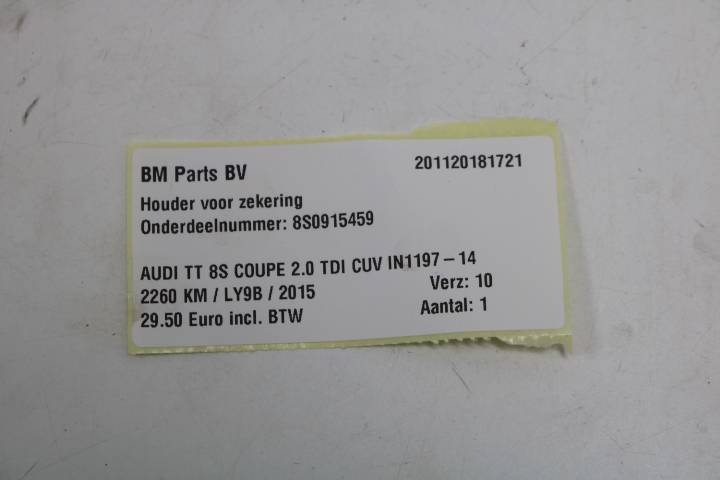 BM Parts BV 201120181721
Houder voor zekering
Onderdeelnummer: 8S0915459
AUDI TT 8S COUPE 2.0 TDI CUV IN1197-14
2260 KM / LY9B / 2015 Verz: 10
29.50 Euro incl. BTW Aantal: 1